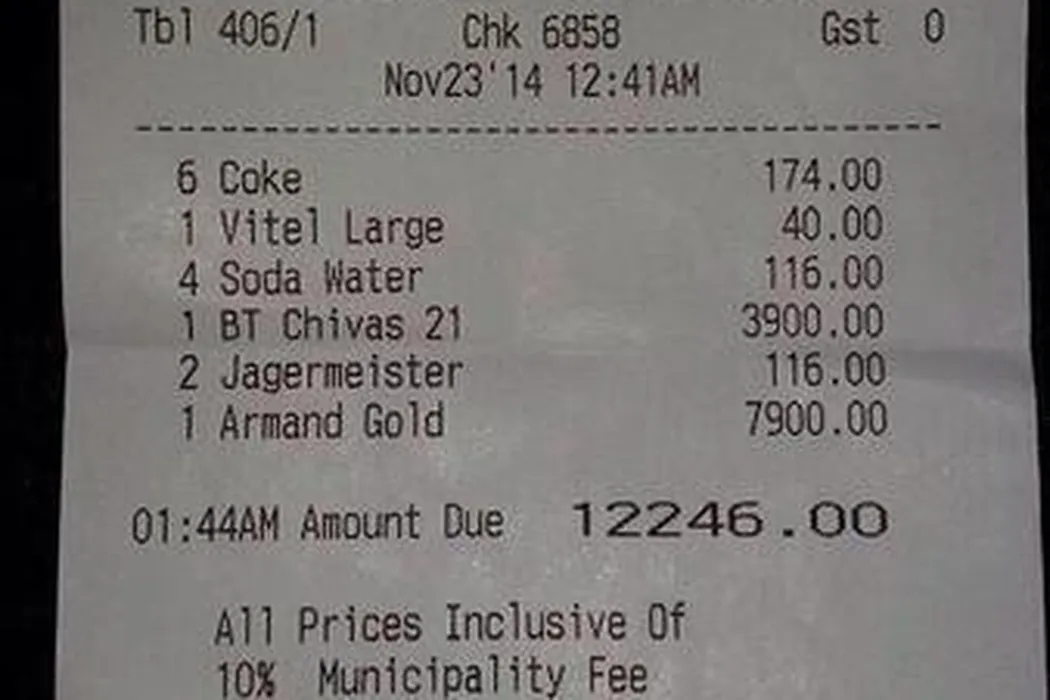 Tbl 406/1 Chk 6858 Gst 0
Nov23'14 12:41AM
----------------------------------------
6 Coke 174.00
1 Vitel Large 40.00
4 Soda Water 116.00
1 BT Chivas 21 3900.00
2 Jagermeister 116.00
1 Armand Gold 7900.00
01:44AM Amount Due 12246.00
All Prices Inclusive Of
10% Municipality Fee